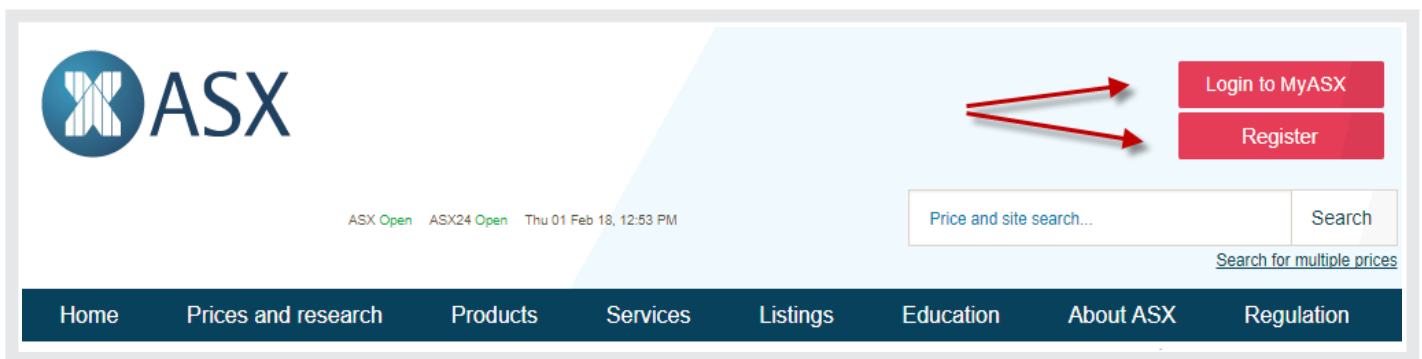 ASX
Login to MyASX
Register
ASX Open ASX24 Open Thu 01 Feb 18, 12:53 PM
Price and site search... Search
Search for multiple prices
Home Prices and research Products Services Listings Education About ASX Regulation